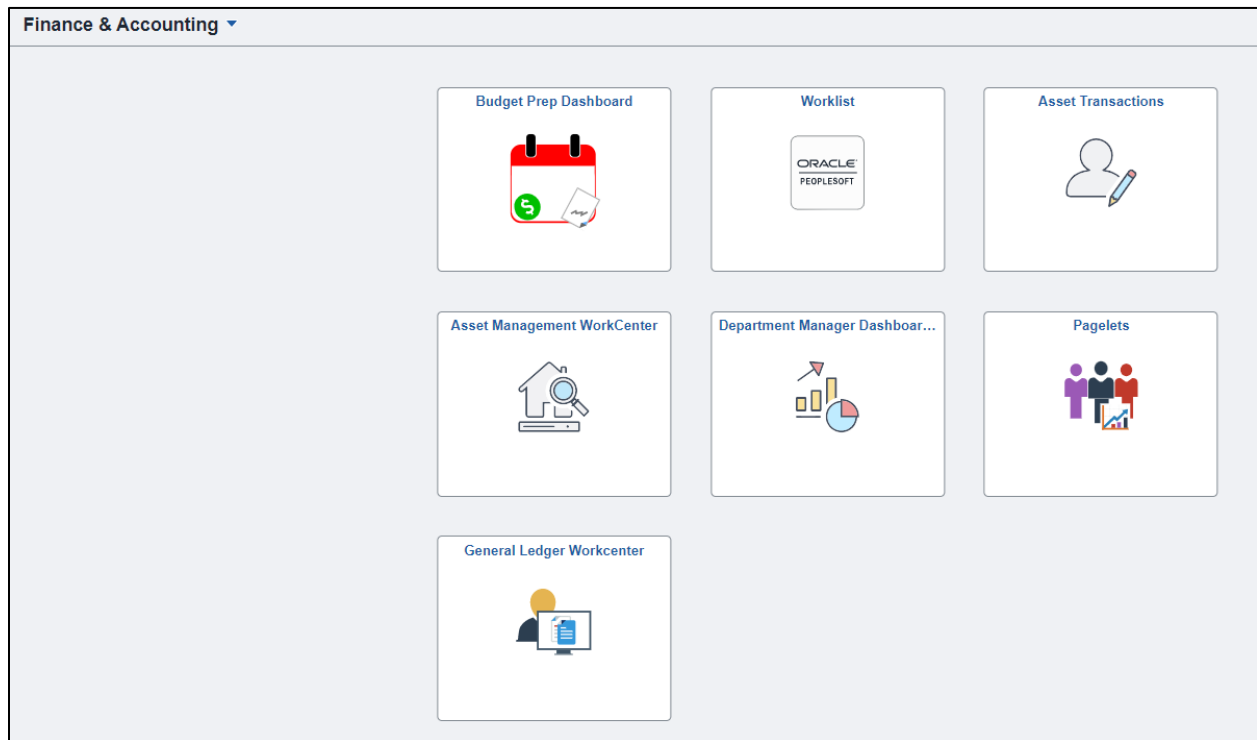 Finance & Accounting
Budget Prep Dashboard
Worklist
Asset Transactions
$
ORACLE
PEOPLESOFT
Asset Management WorkCenter
Department Manager Dashboar...
Pagelets
General Ledger Workcenter